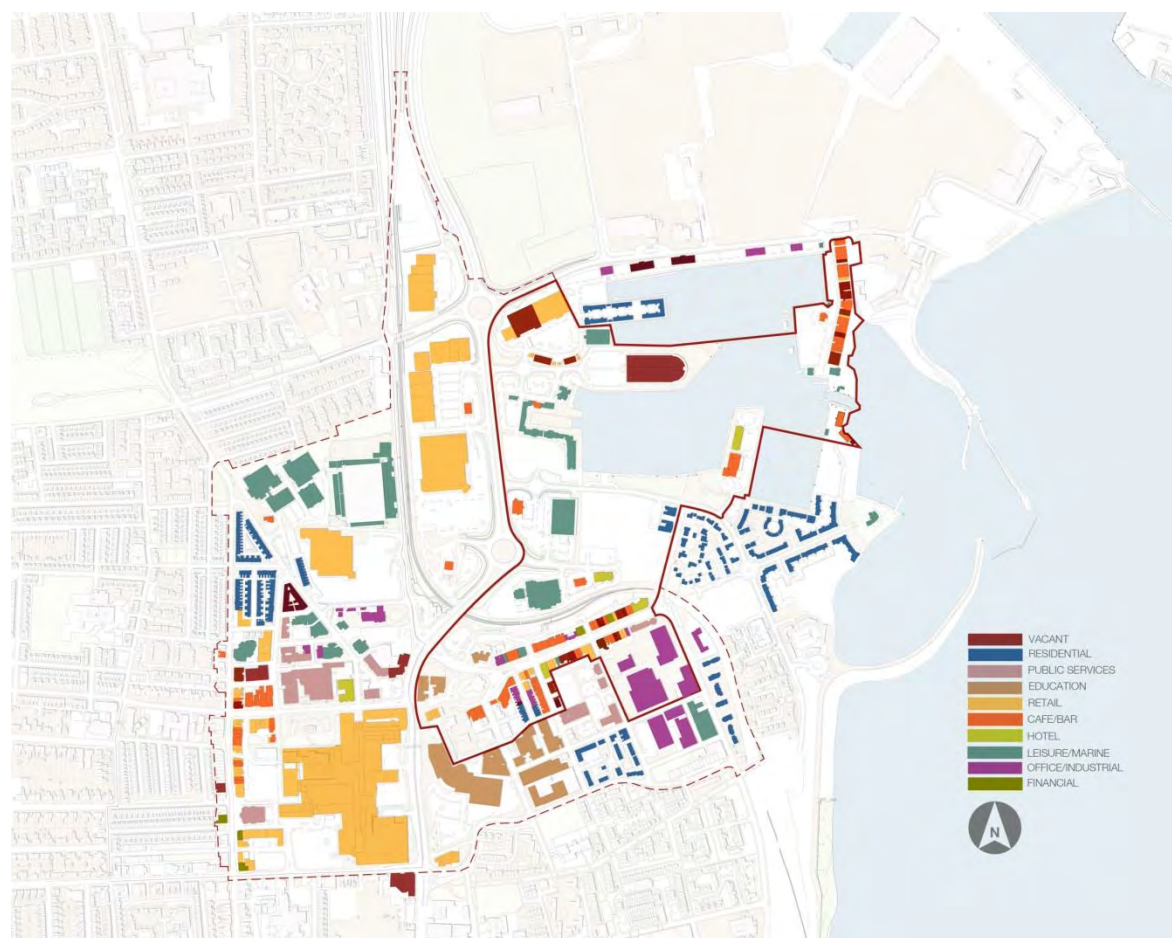 VACANT
RESIDENTIAL
PUBLIC SERVICES
EDUCATION
RETAIL
CAFE/BAR
HOTEL
LEISURE/MARINE
OFFICE/INDUSTRIAL
FINANCIAL
N